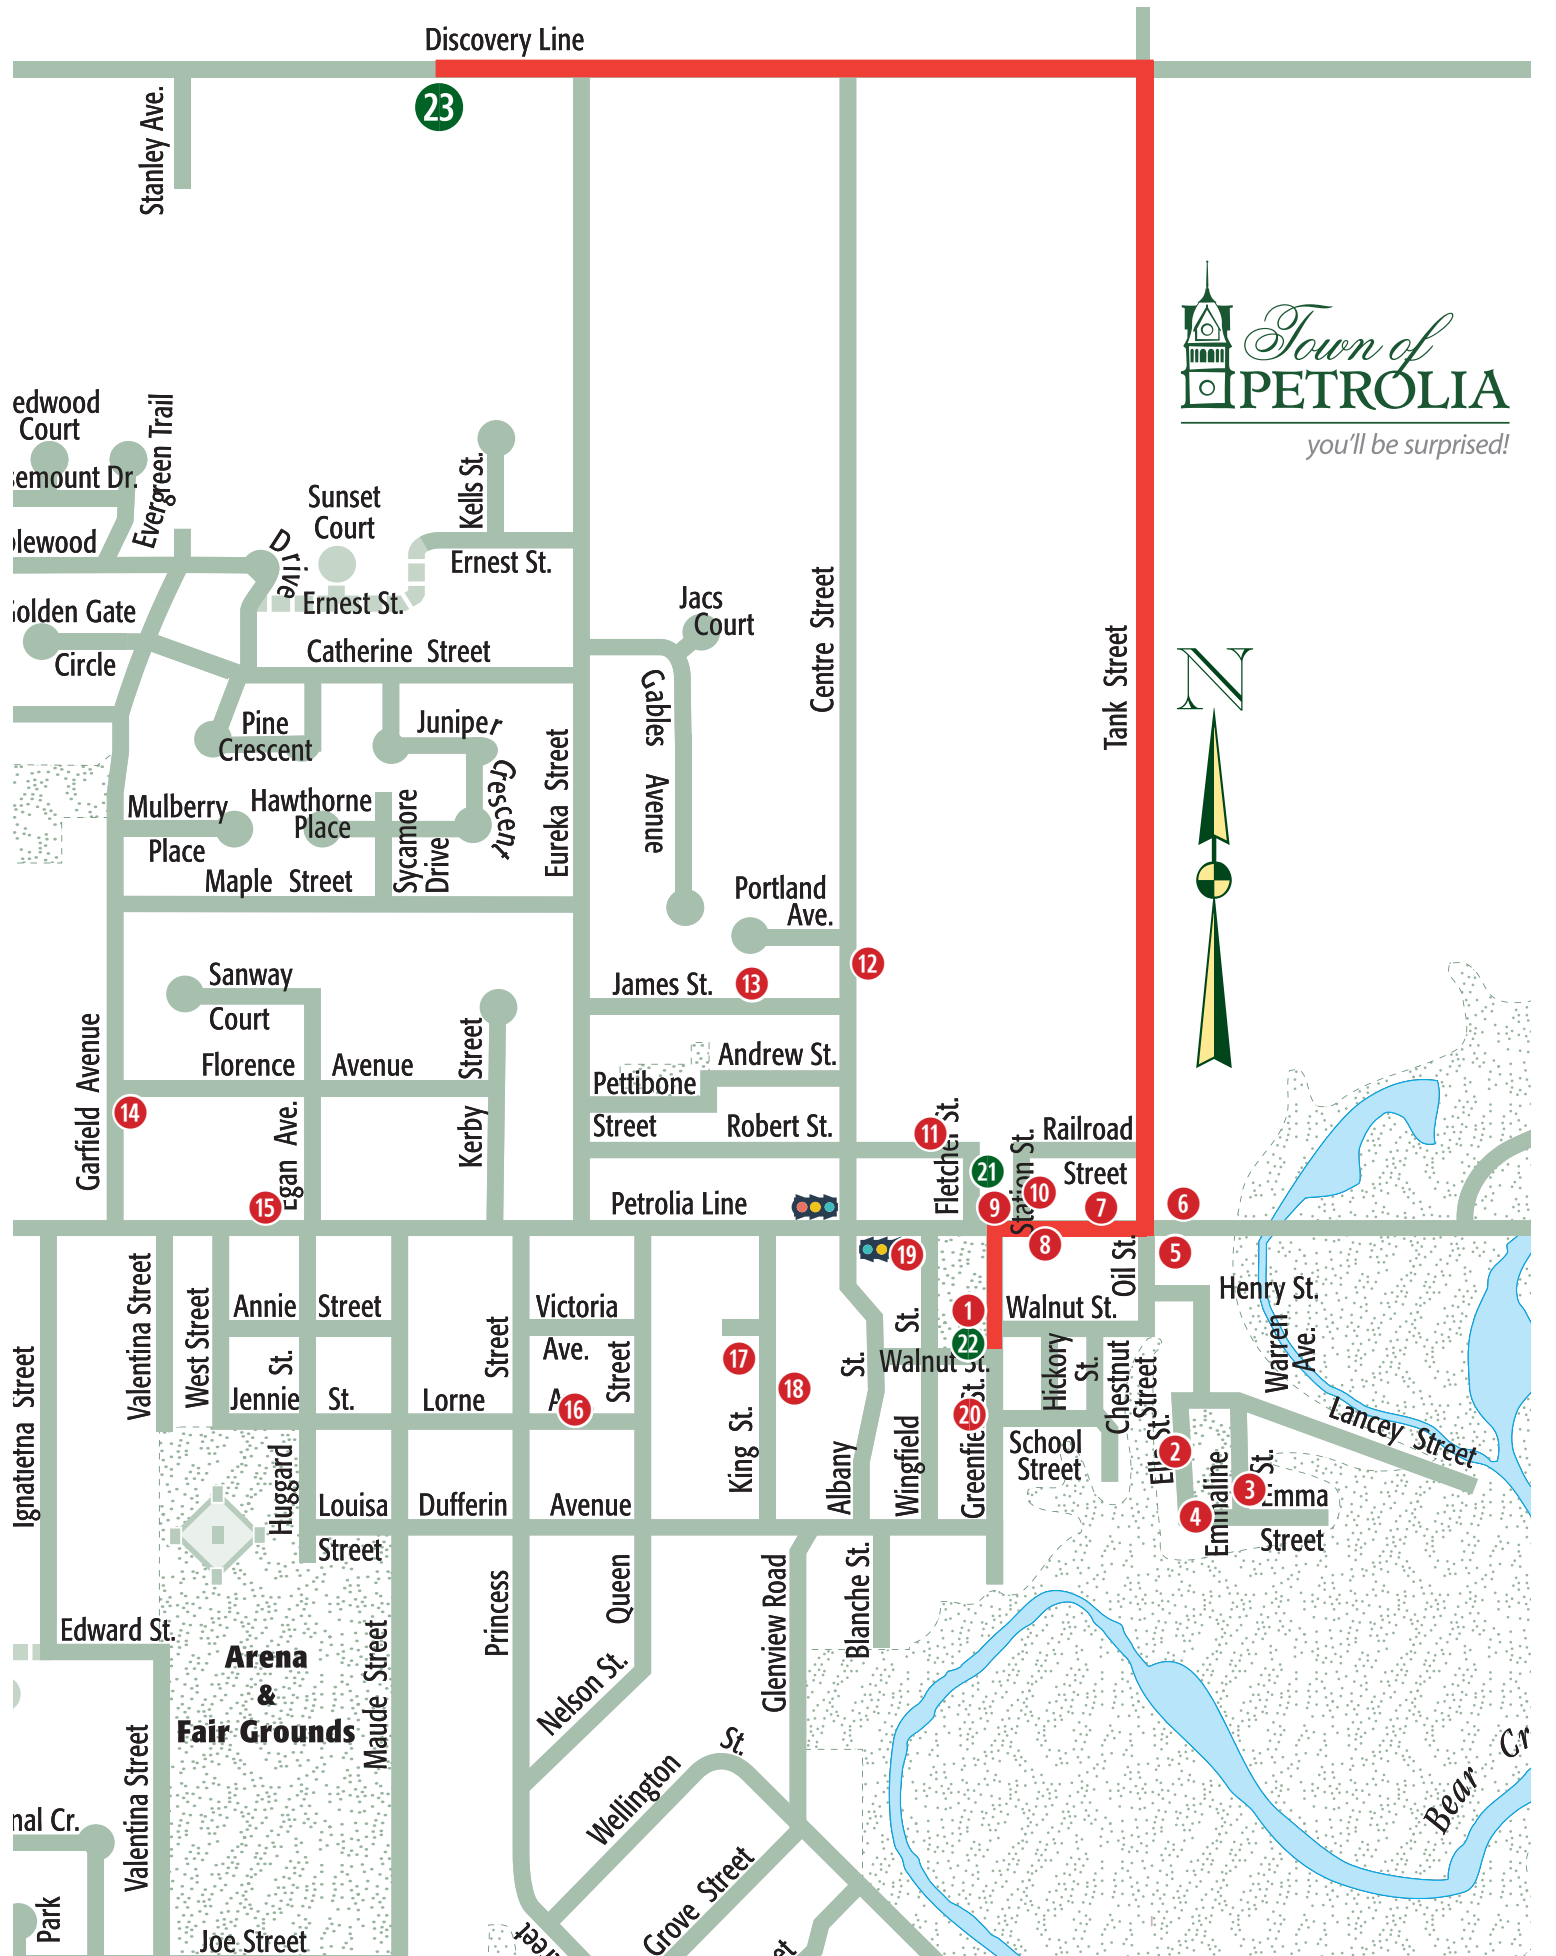 Discovery Line
23
Stanley Ave.
Town of
PETROLIA
you'll be surprised!
edwood
Court
semount Dr.
Evergreen Trail
plewood
Drive
Sunset
Court
Kells St.
Ernest St.
Ernest St.
Golden Gate
Circle
Catherine Street
Jacs
Court
Centre Street
Tank Street
N
Gables Avenue
Pine
Crescent
Juniper
Crescent
Eureka Street
Mulberry
Place
Hawthorne
Place
Sycamore
Drive
Maple Street
Portland
Ave.
12
13
James St.
Sanway
Court
Garfield Avenue
Florence Avenue
Kerby Street
Andrew St.
Pettibone
Street
Robert St.
14
Egan Ave.
15
Petrolia Line
11
Fletcher St.
21
Station St.
Railroad
Street
10
9
7
6
8
5
19
Oil St.
Henry St.
Valentina Street
West Street
Annie Street
Victoria
Ave.
1
22
Walnut St.
Walnut St.
Warren
Ave.
Ignatietna Street
Huggard St.
Jennie St.
Lorne A
16
Princess Street
Queen Street
17
18
King St.
Albany St.
Wingfield St.
Greenfield St.
20
Hickory
St.
Chestnut
Street
School
Street
Lancey Street
Ella St.
2
3
4
Emmaline St.
Emma
Street
Louisa
Street
Dufferin Avenue
Edward St.
Arena
&
Fair Grounds
Maude Street
Nelson St.
Glenview Road
Blanche St.
Valentina Street
Wellington St.
Grove Street
Bear Cr
nal Cr.
Park
Joe Street
reet
et